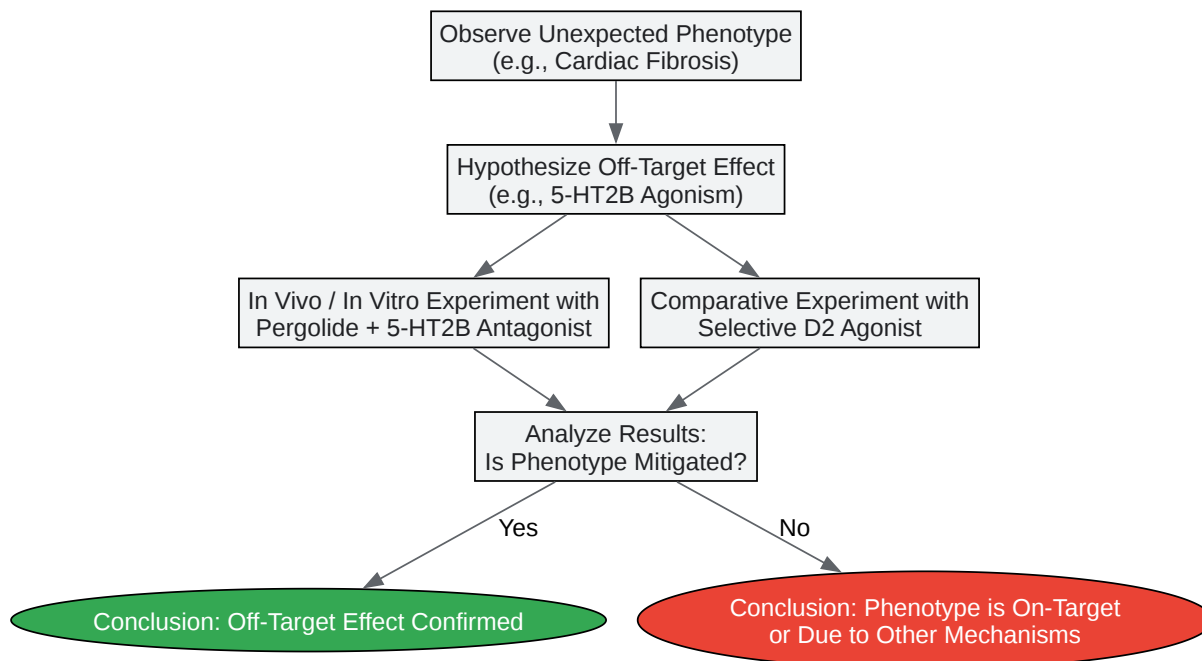 Observe Unexpected Phenotype
(e.g., Cardiac Fibrosis)
Hypothesize Off-Target Effect
(e.g., 5-HT2B Agonism)
In Vivo / In Vitro Experiment with
Pergolide + 5-HT2B Antagonist
Comparative Experiment with
Selective D2 Agonist
Analyze Results:
Is Phenotype Mitigated?
Yes
No
Conclusion: Off-Target Effect Confirmed
Conclusion: Phenotype is On-Target
or Due to Other Mechanisms